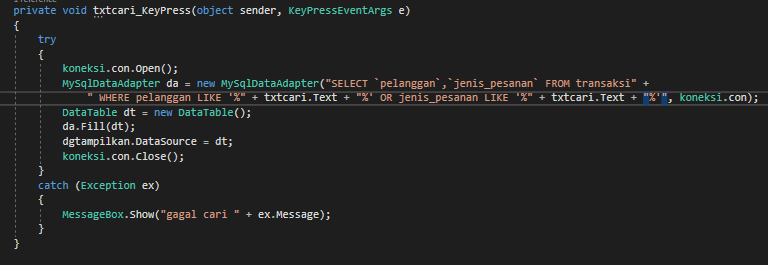 private void txtcari_KeyPress(object sender, KeyPressEventArgs e)
{
try
{
koneksi.con.Open();
MySqlDataAdapter da = new MySqlDataAdapter("SELECT `pelanggan`,`jenis_pesanan` FROM transaksi" +
" WHERE pelanggan LIKE '%" + txtcari.Text + "%' OR jenis_pesanan LIKE '%" + txtcari.Text + "%'", koneksi.con);
DataTable dt = new DataTable();
da.Fill(dt);
dgtampilkan.DataSource = dt;
koneksi.con.Close();
}
catch (Exception ex)
{
MessageBox.Show("gagal cari " + ex.Message);
}
}